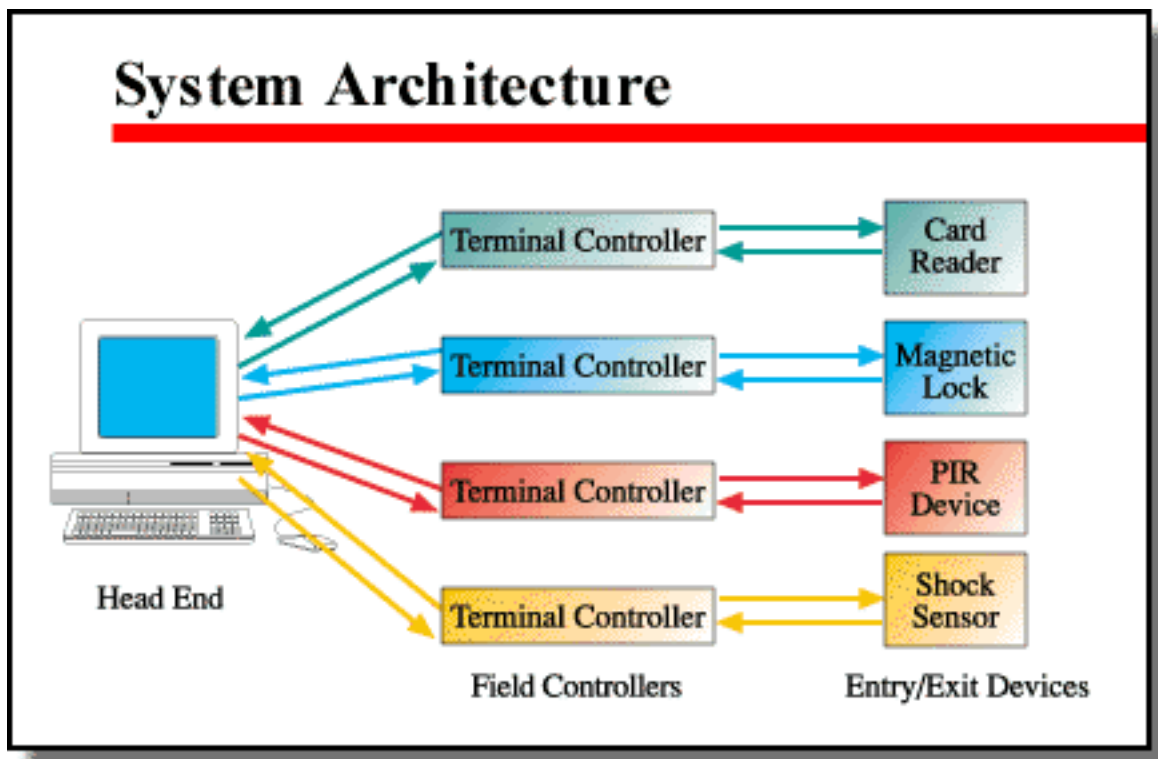 System Architecture
Terminal Controller
Card
Reader
Terminal Controller
Magnetic
Lock
Terminal Controller
PIR
Device
Terminal Controller
Shock
Sensor
Head End
Field Controllers
Entry/Exit Devices